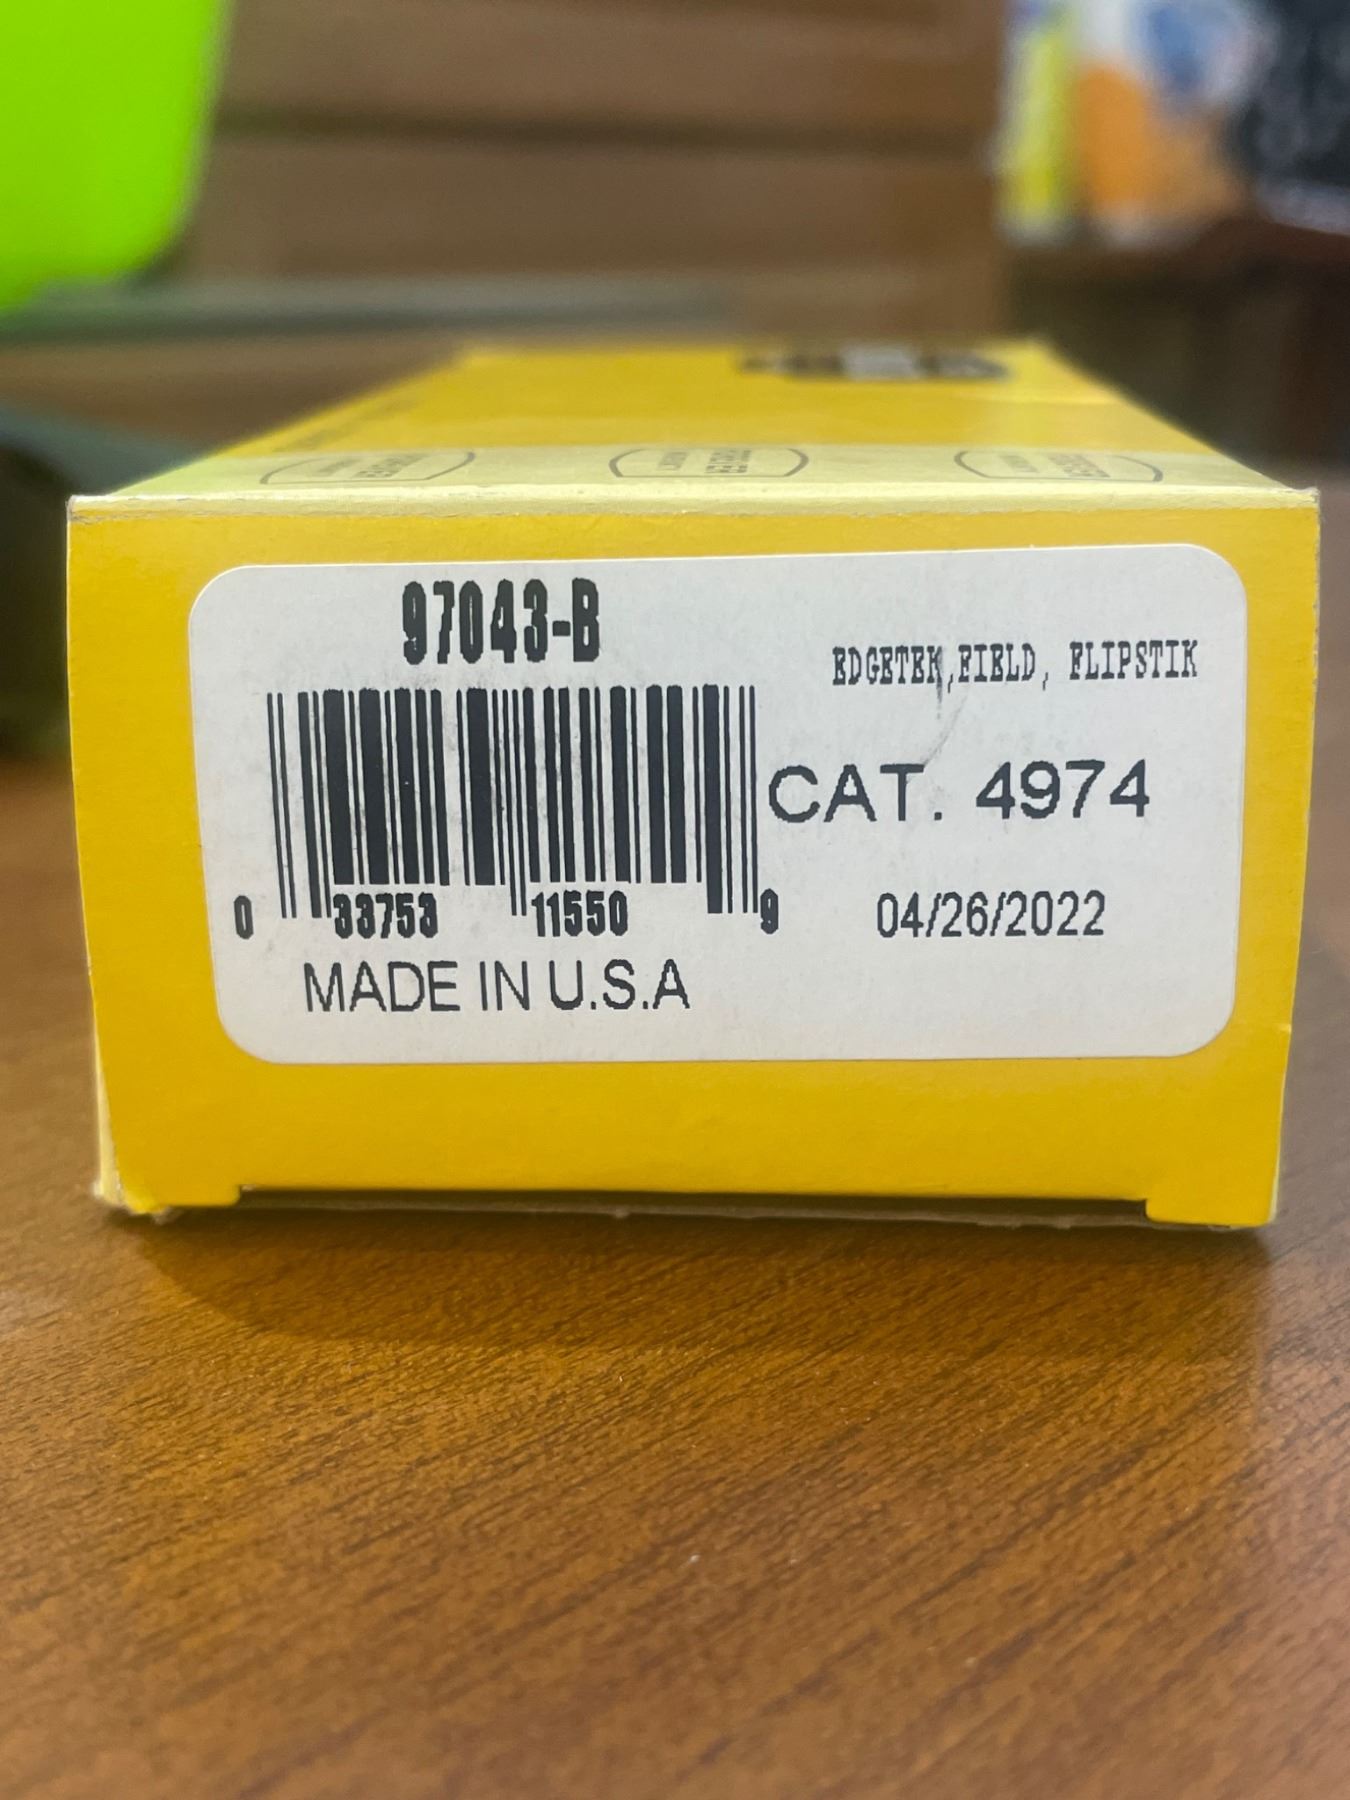 97043-B
EDGETEK,FIELD, FLIPSTIK
CAT. 4974
0 33753 11550 9
04/26/2022
MADE IN U.S.A